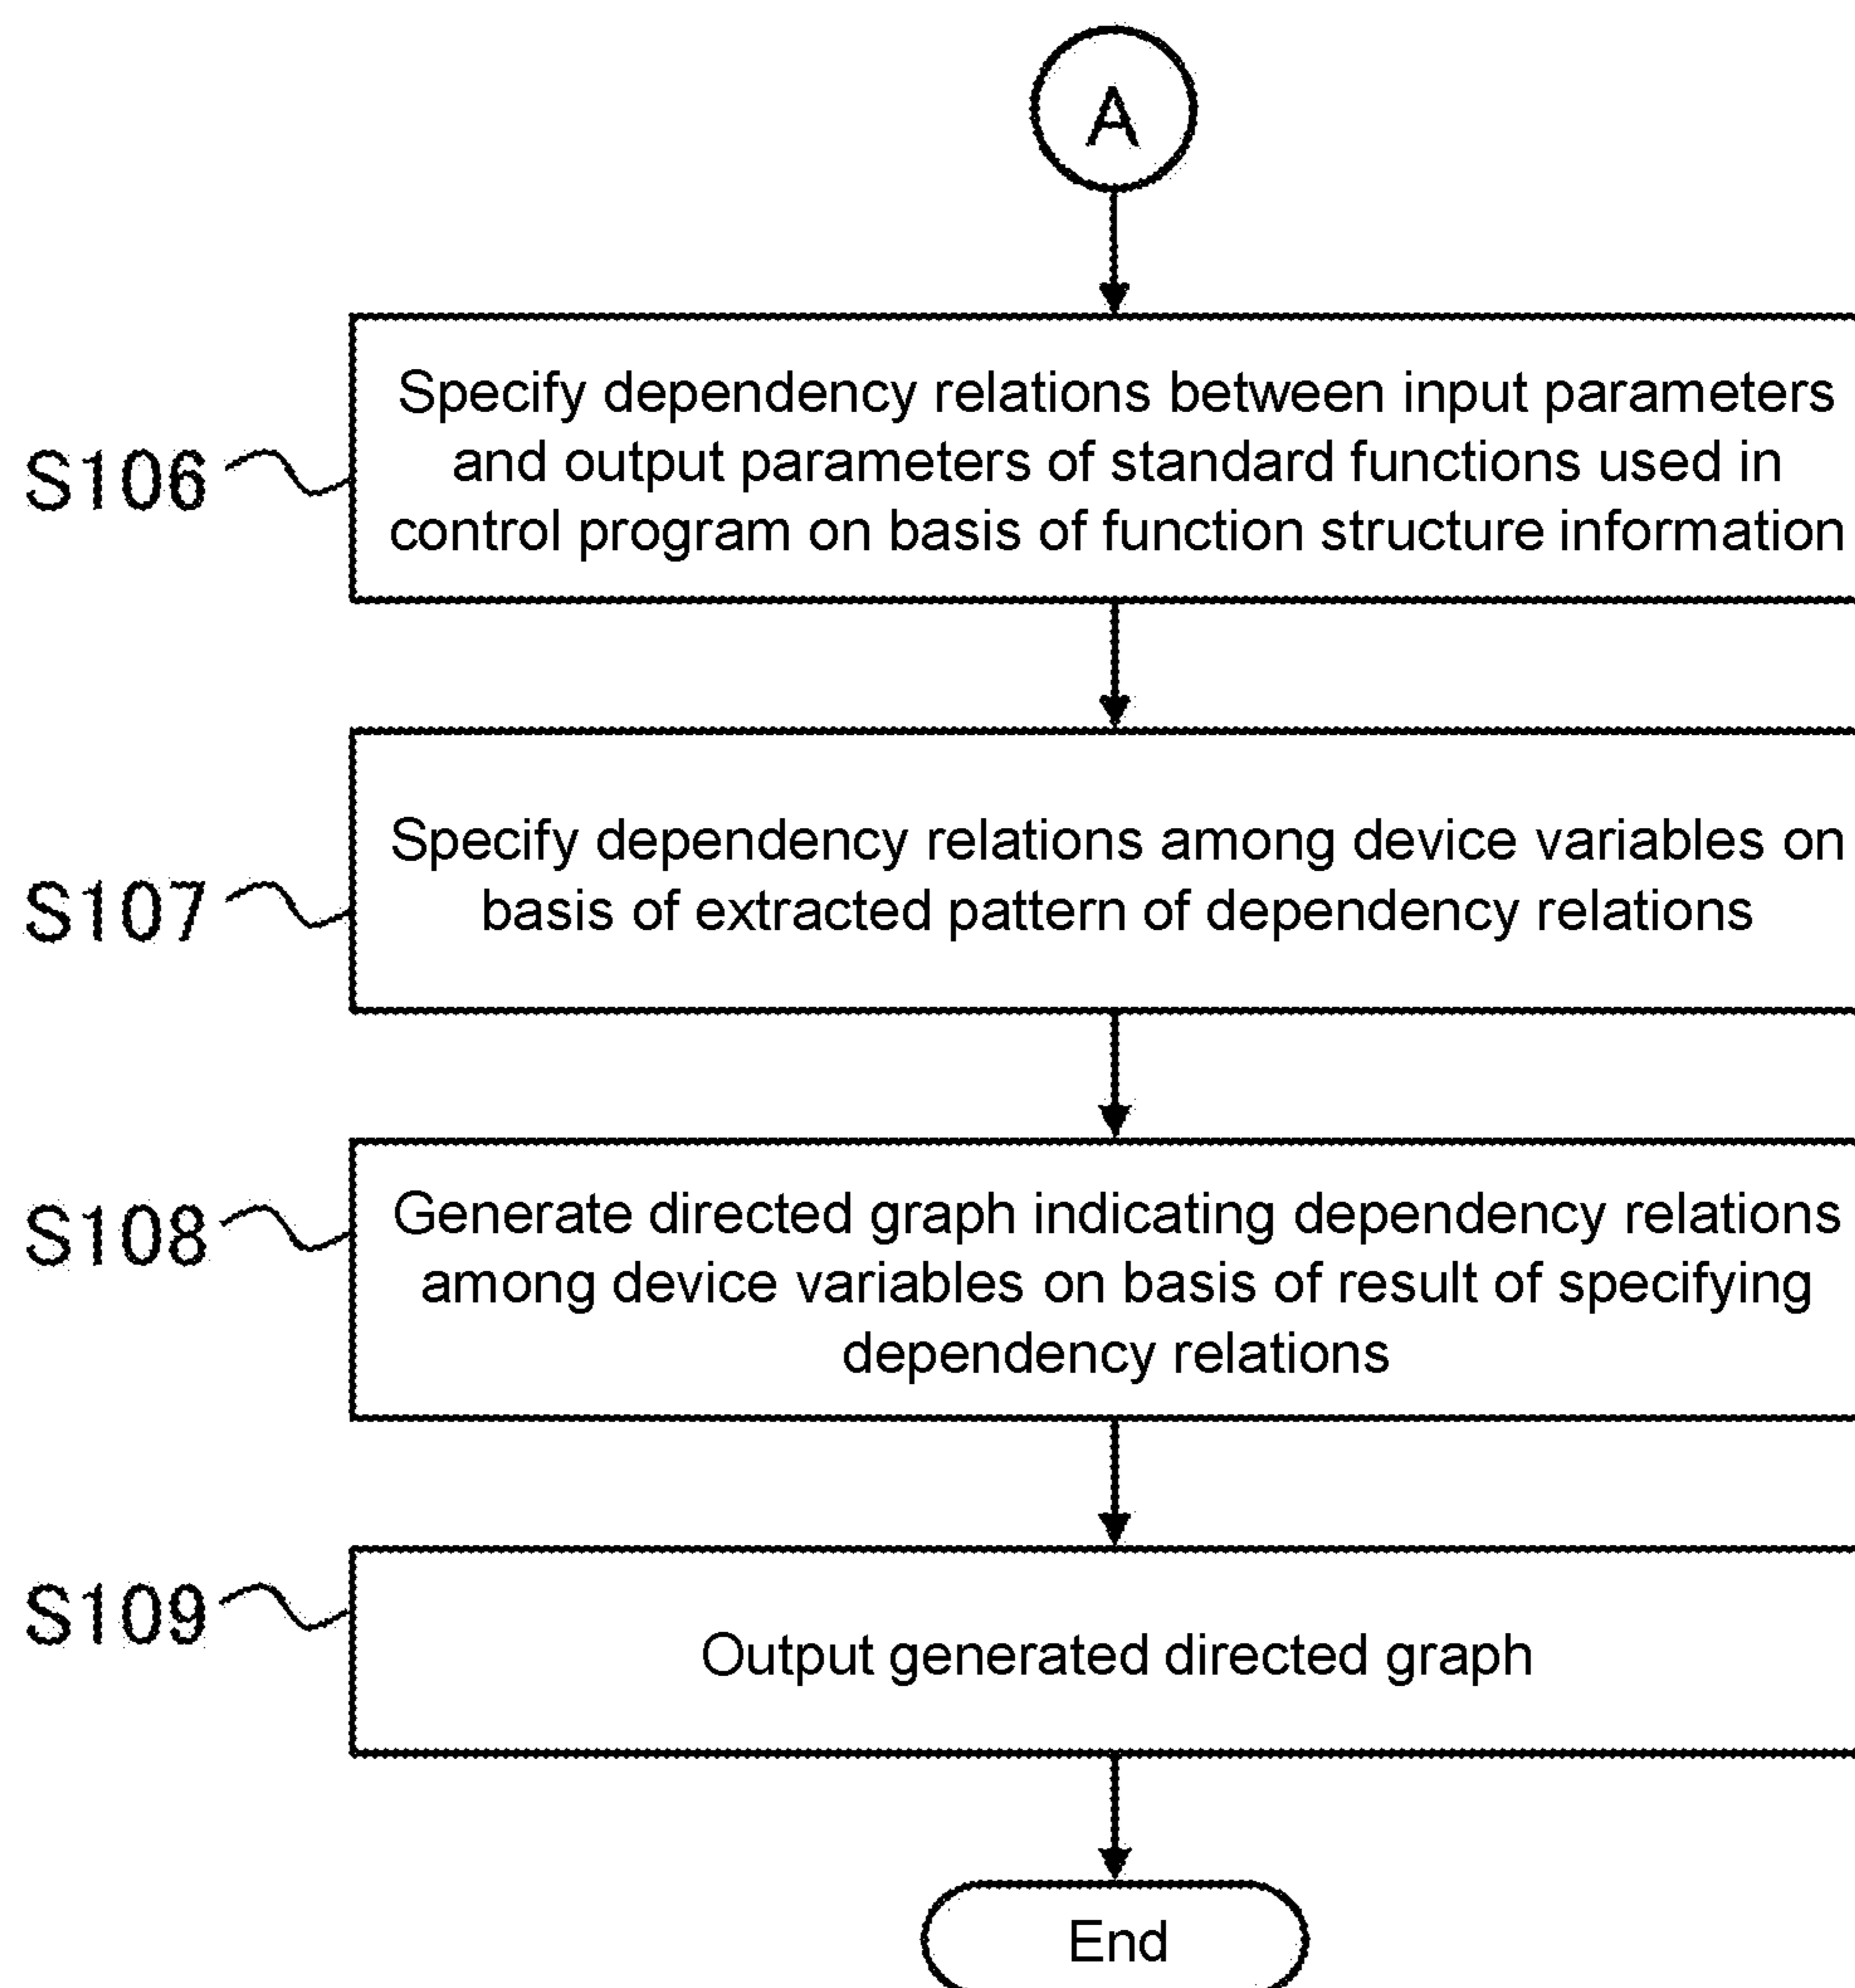 A
S106
Specify dependency relations between input parameters
and output parameters of standard functions used in
control program on basis of function structure information
S107
Specify dependency relations among device variables on
basis of extracted pattern of dependency relations
S108
Generate directed graph indicating dependency relations
among device variables on basis of result of specifying
dependency relations
S109
Output generated directed graph
End